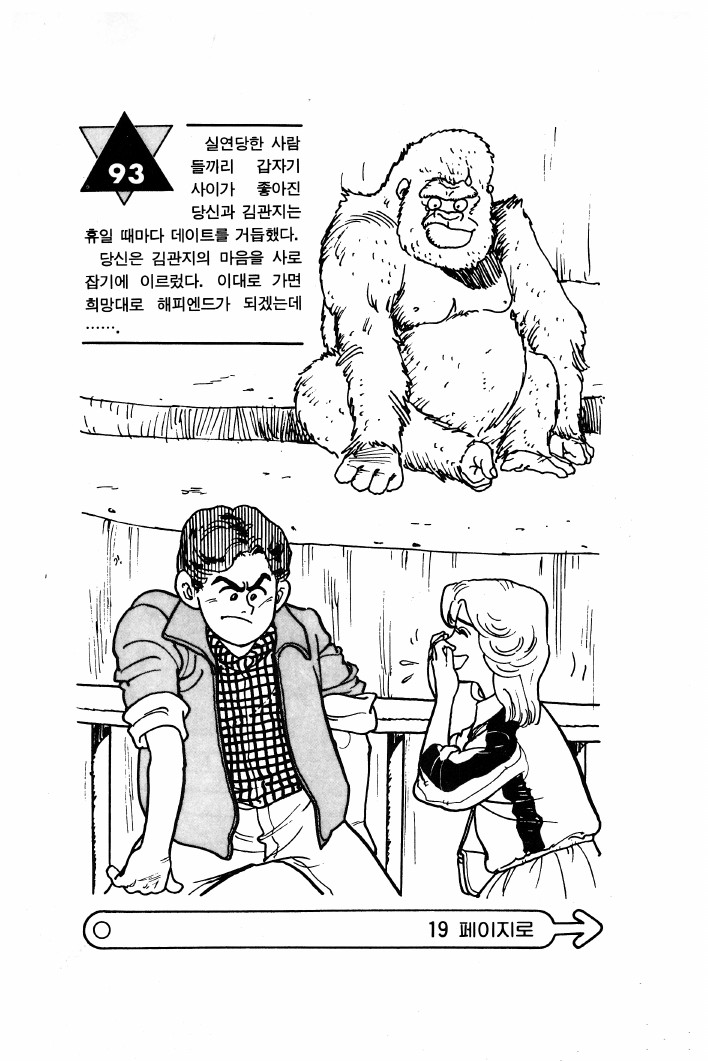 93
실연당한 사람
들끼리 갑자기
사이가 좋아진
당신과 김관지는
휴일 때마다 데이트를 거듭했다.
당신은 김관지의 마음을 사로
잡기에 이르렀다. 이대로 가면
희망대로 해피엔드가 되겠는데
…….
19 페이지로